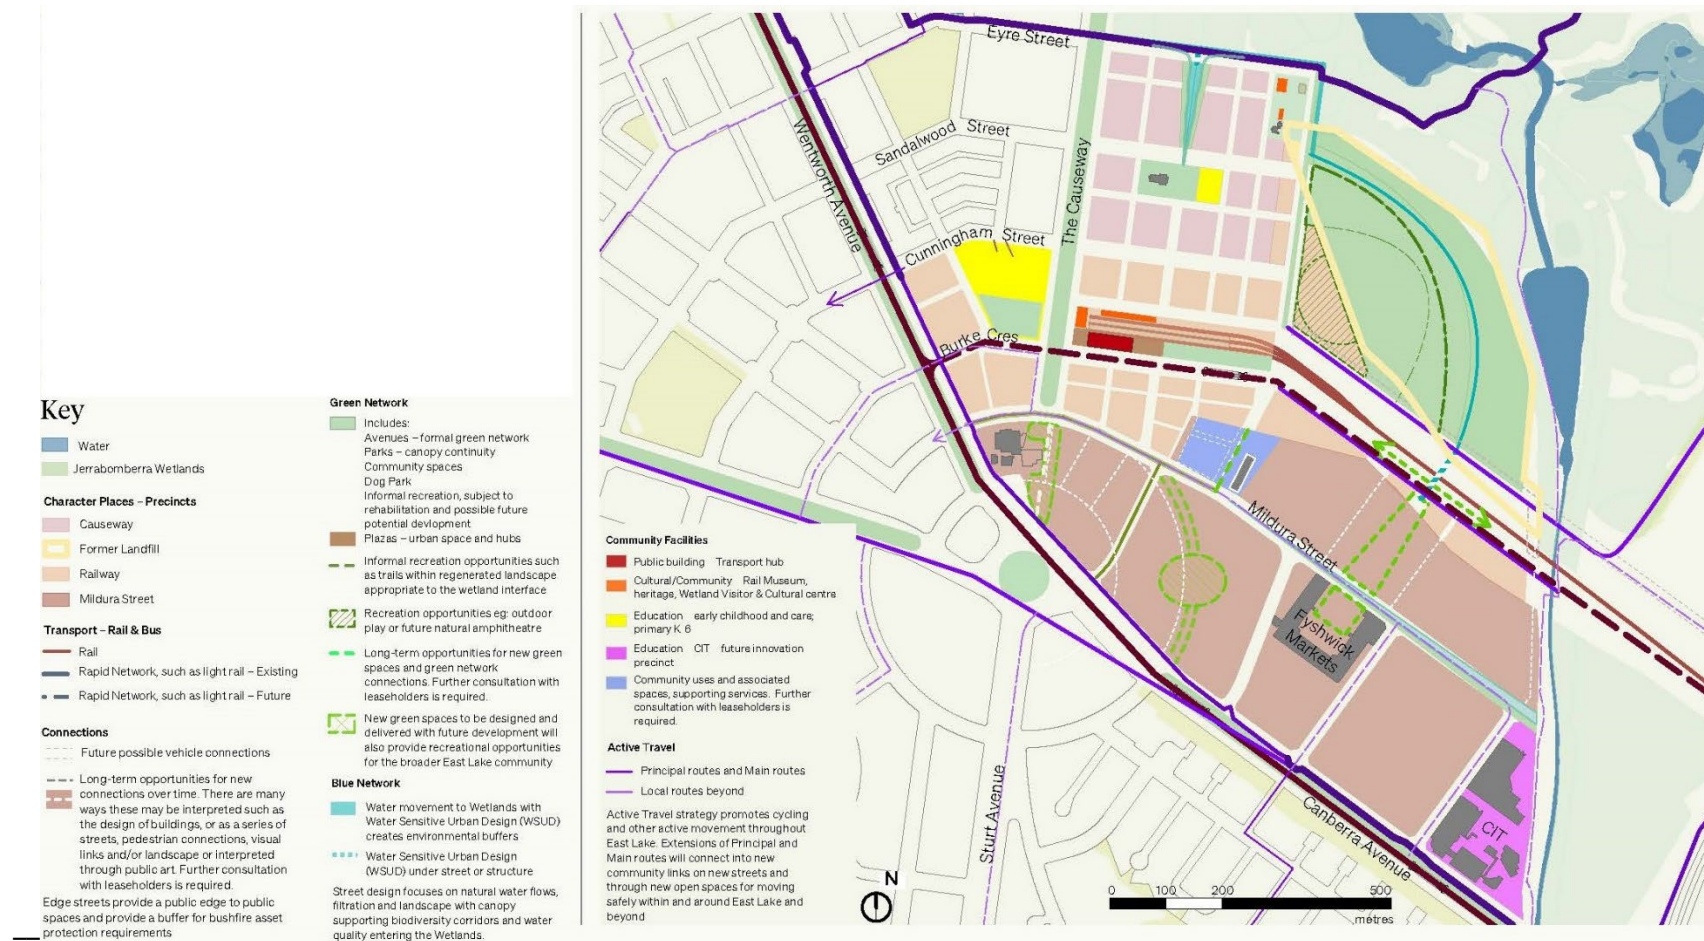 Key
Water
Jerrabomberra Wetlands
Character Places – Precincts
Causeway
Former Landfill
Railway
Mildura Street
Transport – Rail & Bus
Rail
Rapid Network, such as light rail – Existing
Rapid Network, such as light rail – Future
Connections
Future possible vehicle connections
Long-term opportunities for new
connections over time. There are many
ways these may be interpreted such as
the design of buildings, or as a series of
streets, pedestrian connections, visual
links and/or landscape or interpreted
through public art. Further consultation
with leaseholders is required.
Edge streets provide a public edge to public
spaces and provide a buffer for bushfire asset
protection requirements
Green Network
Includes:
Avenues – formal green network
Parks – canopy continuity
Community spaces
Dog Park
Informal recreation, subject to
rehabilitation and possible future
potential devlopment
Plazas – urban space and hubs
Informal recreation opportunities such
as trails within regenerated landscape
appropriate to the wetland interface
Recreation opportunities eg: outdoor
play or future natural amphitheatre
Long-term opportunities for new green
spaces and green network
connections. Further consultation with
leaseholders is required.
New green spaces to be designed and
delivered with future development will
also provide recreational opportunities
for the broader East Lake community
Blue Network
Water movement to Wetlands with
Water Sensitive Urban Design (WSUD)
creates environmental buffers
Water Sensitive Urban Design
(WSUD) under street or structure
Street design focuses on natural water flows,
filtration and landscape with canopy
supporting biodiversity corridors and water
quality entering the Wetlands.
Community Facilities
Public building Transport hub
Cultural/Community Rail Museum,
heritage, Wetland Visitor & Cultural centre
Education early childhood and care;
primary K 6
Education CIT future innovation
precinct
Community uses and associated
spaces, supporting services. Further
consultation with leaseholders is
required.
Active Travel
Principal routes and Main routes
Local routes beyond
Active Travel strategy promotes cycling
and other active movement throughout
East Lake. Extensions of Principal and
Main routes will connect into new
community links on new streets and
through new open spaces for moving
safely within and around East Lake and
beyond
Eyre Street
Wentworth Avenue
Sandalwood Street
The Causeway
Cunningham Street
Burke Cres
Mildura Street
Fyshwick
Markets
CIT
Sturt Avenue
Canberra Avenue
N
0 100 200 500
metres